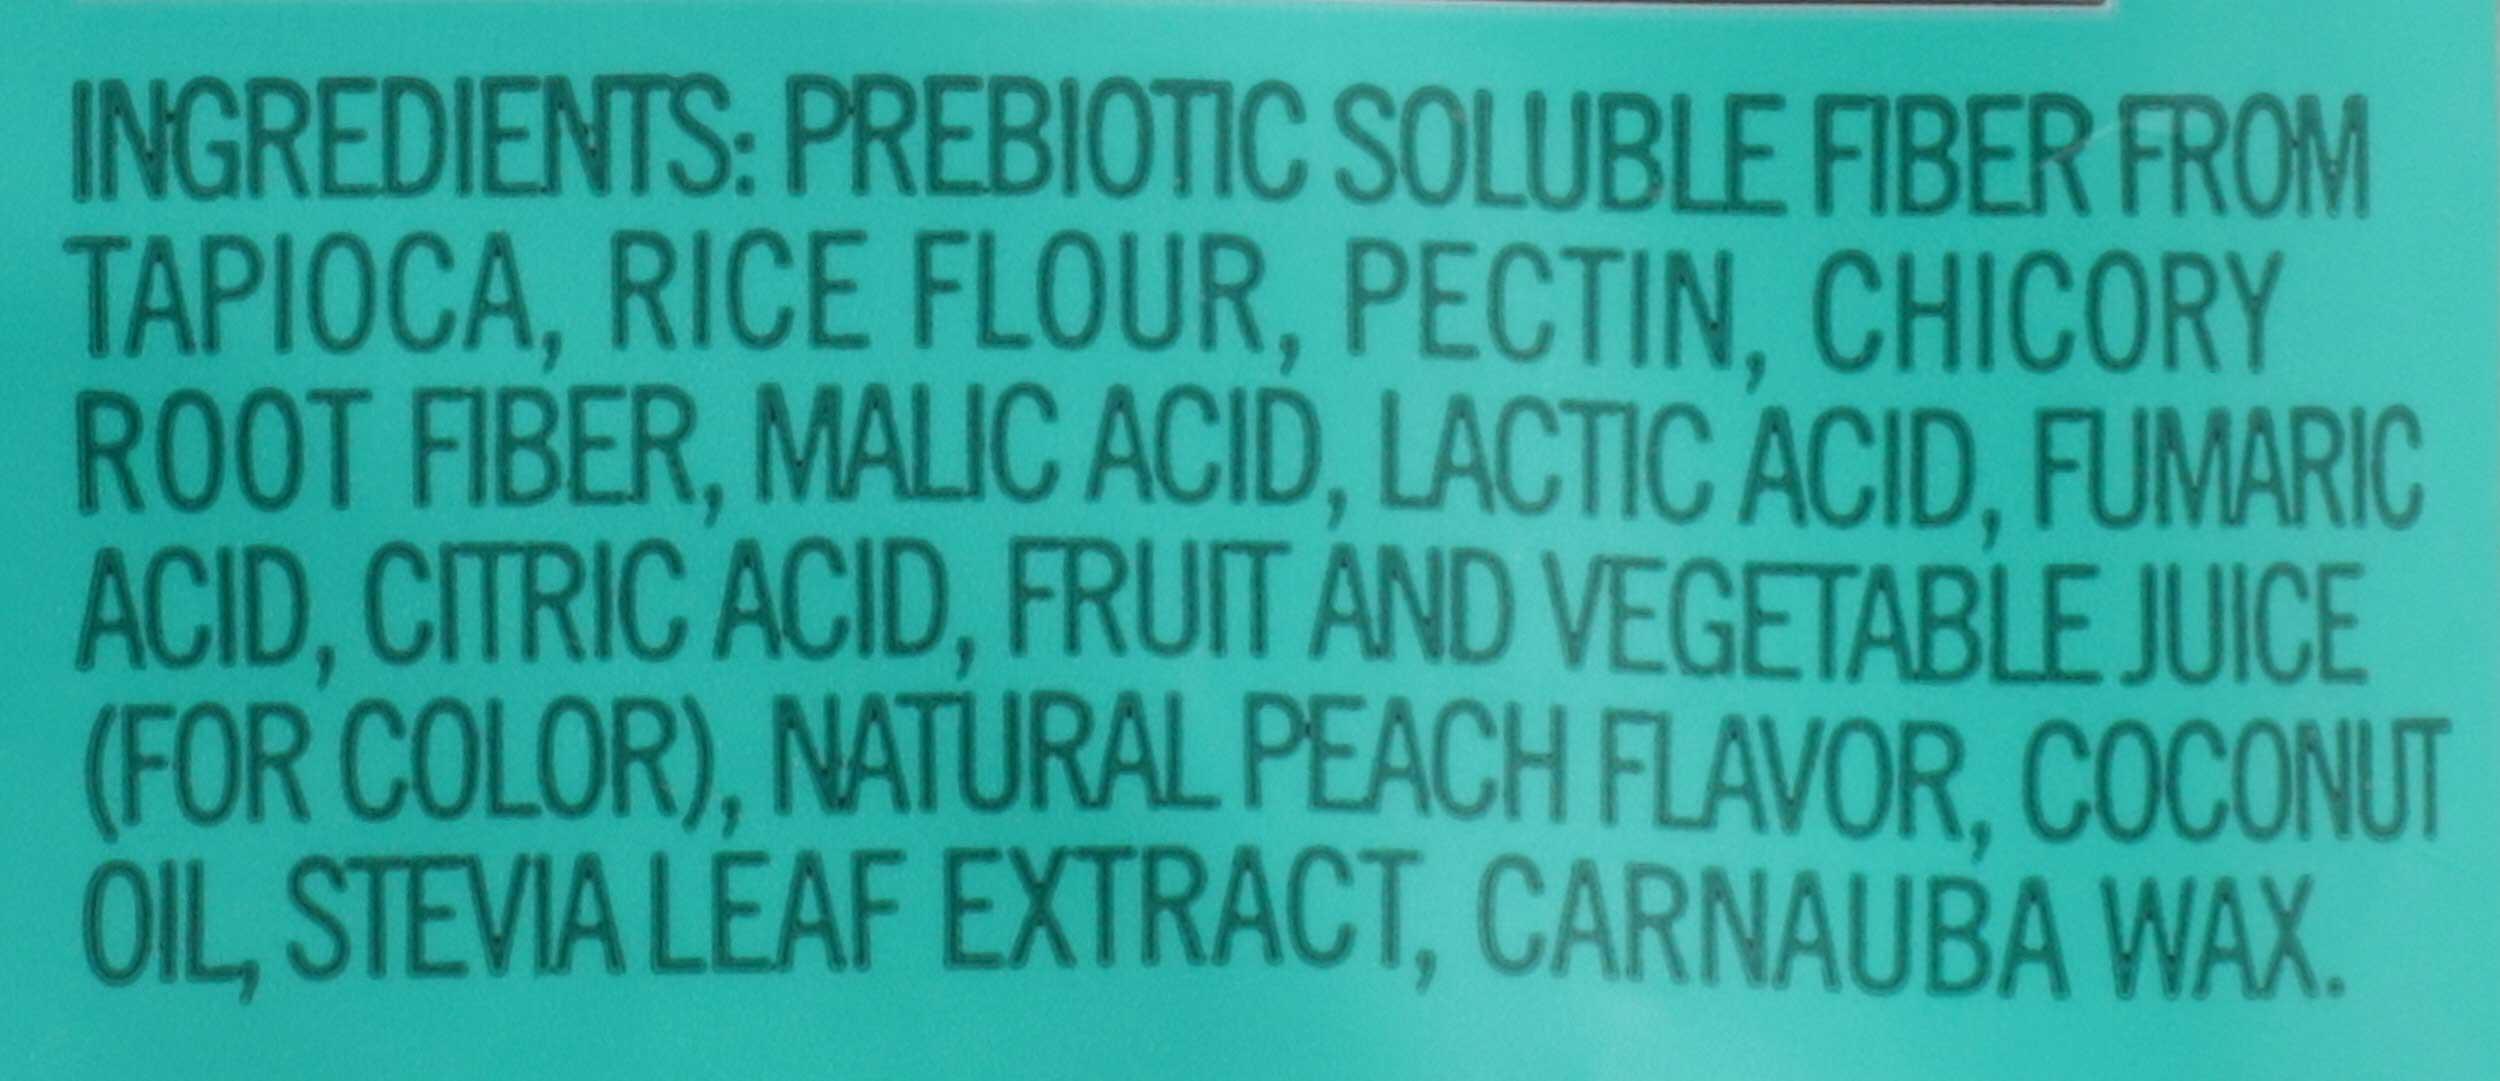 INGREDIENTS: PREBIOTIC SOLUBLE FIBER FROM
TAPIOCA, RICE FLOUR, PECTIN, CHICORY
ROOT FIBER, MALIC ACID, LACTIC ACID, FUMARIC
ACID, CITRIC ACID, FRUIT AND VEGETABLE JUICE
(FOR COLOR), NATURAL PEACH FLAVOR, COCONUT
OIL, STEVIA LEAF EXTRACT, CARNAUBA WAX.